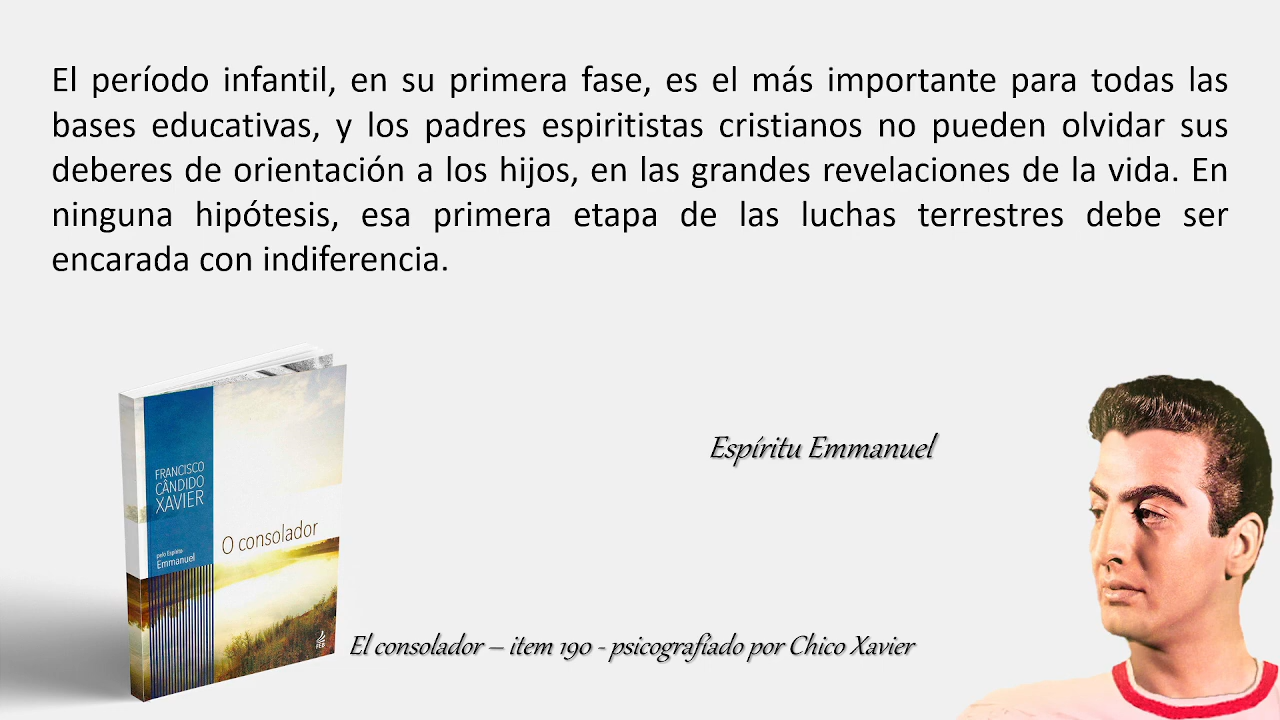 El período infantil, en su primera fase, es el más importante para todas las
bases educativas, y los padres espiritistas cristianos no pueden olvidar sus
deberes de orientación a los hijos, en las grandes revelaciones de la vida. En
ninguna hipótesis, esa primera etapa de las luchas terrestres debe ser
encarada con indiferencia.
FRANCISCO
CÂNDIDO
XAVIER
O consolador
pelo Espírito
Emmanuel
FEB
Espíritu Emmanuel
El consolador – item 190 - psicografiado por Chico Xavier